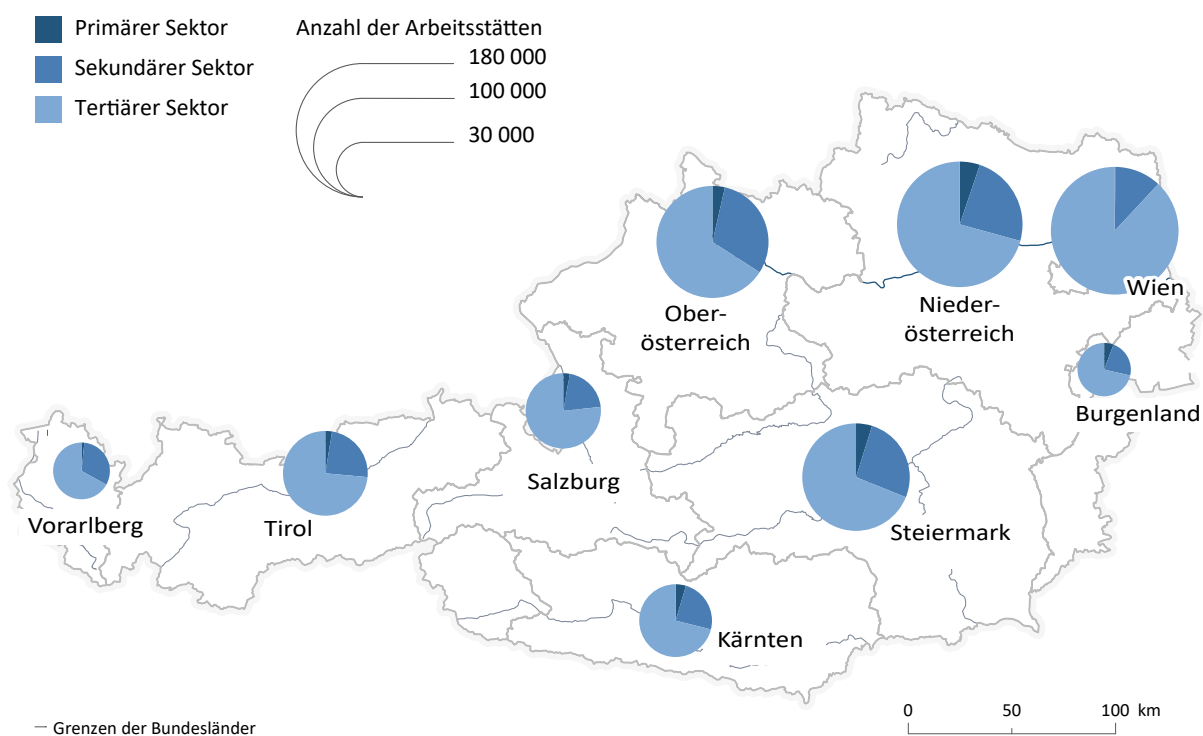 Primärer Sektor
Sekundärer Sektor
Tertiärer Sektor
Anzahl der Arbeitsstätten
180 000
100 000
30 000
Ober-
österreich
Nieder-
österreich
Wien
Burgenland
Salzburg
Vorarlberg
Tirol
Steiermark
Kärnten
0 50 100 km
Grenzen der Bundesländer